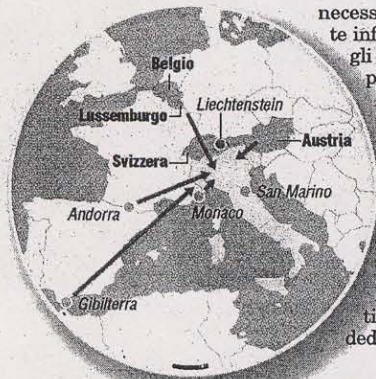 necess
te inf
gli
p
Belgio
Lussemburgo
Liechtenstein
Svizzera
Austria
Andorra
Monaco
San Marino
Gibilterra
ti
ded